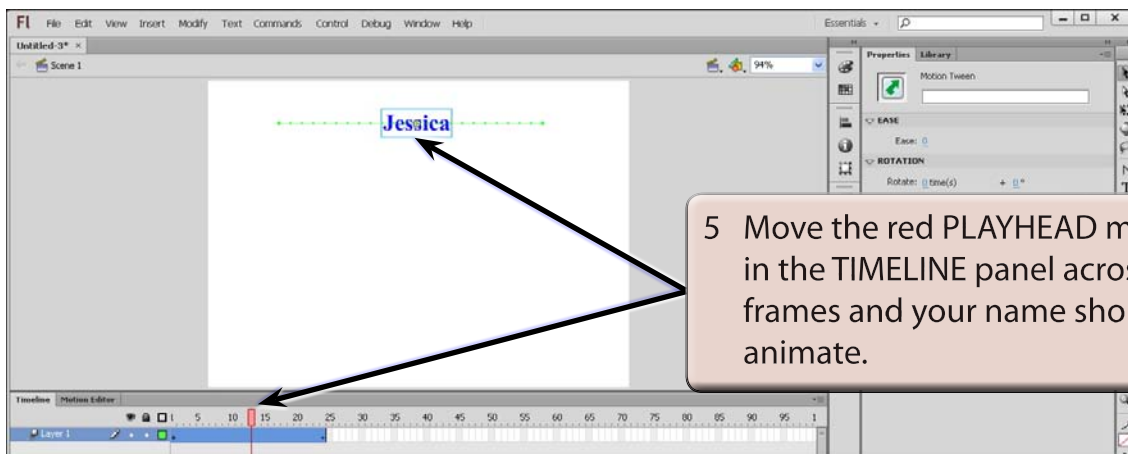 Fl File Edit View Insert Modify Text Commands Control Debug Window Help Essentials
Untitled-3* ×
Scene 1 94%
Properties Library
Motion Tween
EASE
Ease: 0
ROTATION
Rotate: 0 time(s) + 0°
Jessica
5 Move the red PLAYHEAD
in the TIMELINE panel
frames and your name
animate.
Timeline Motion Editor
1 5 10 15 20 25 30 35 40 45 50 55 60 65 70 75 80 85 90 95 1
Layer 1